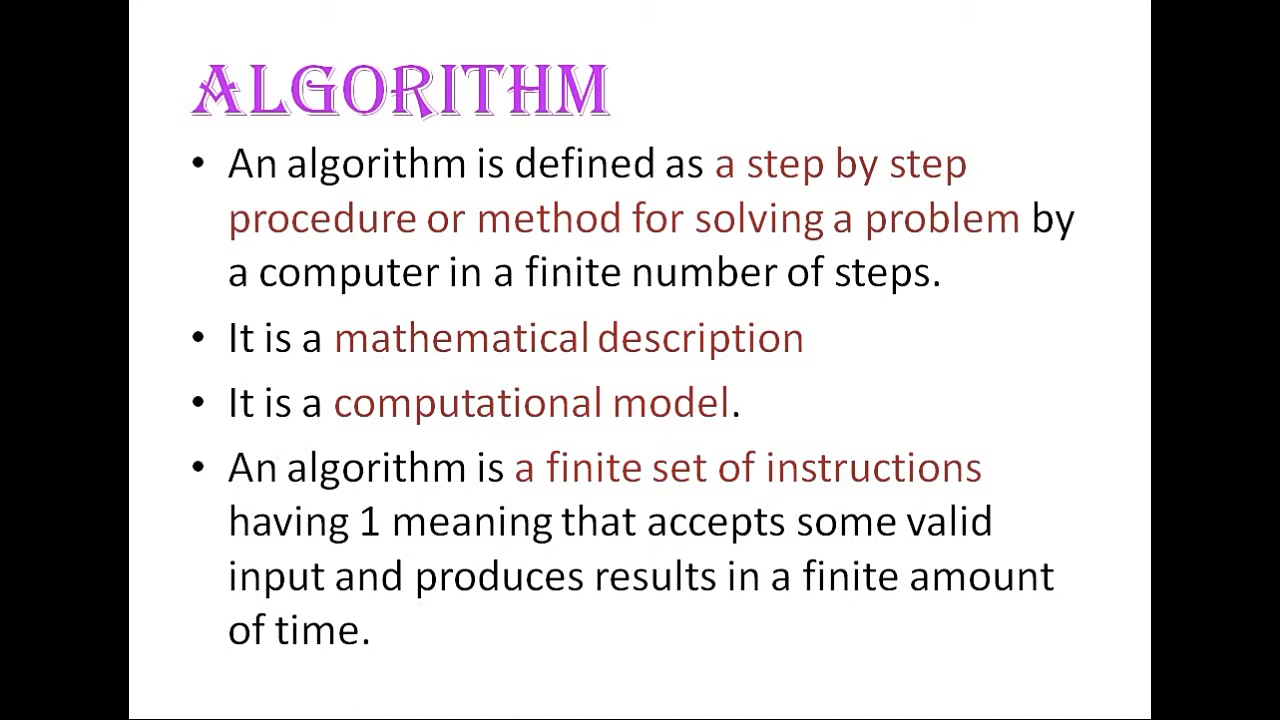 ALGORITHM
• An algorithm is defined as a step by step
procedure or method for solving a problem by
a computer in a finite number of steps.
• It is a mathematical description
• It is a computational model.
• An algorithm is a finite set of instructions
having 1 meaning that accepts some valid
input and produces results in a finite amount
of time.